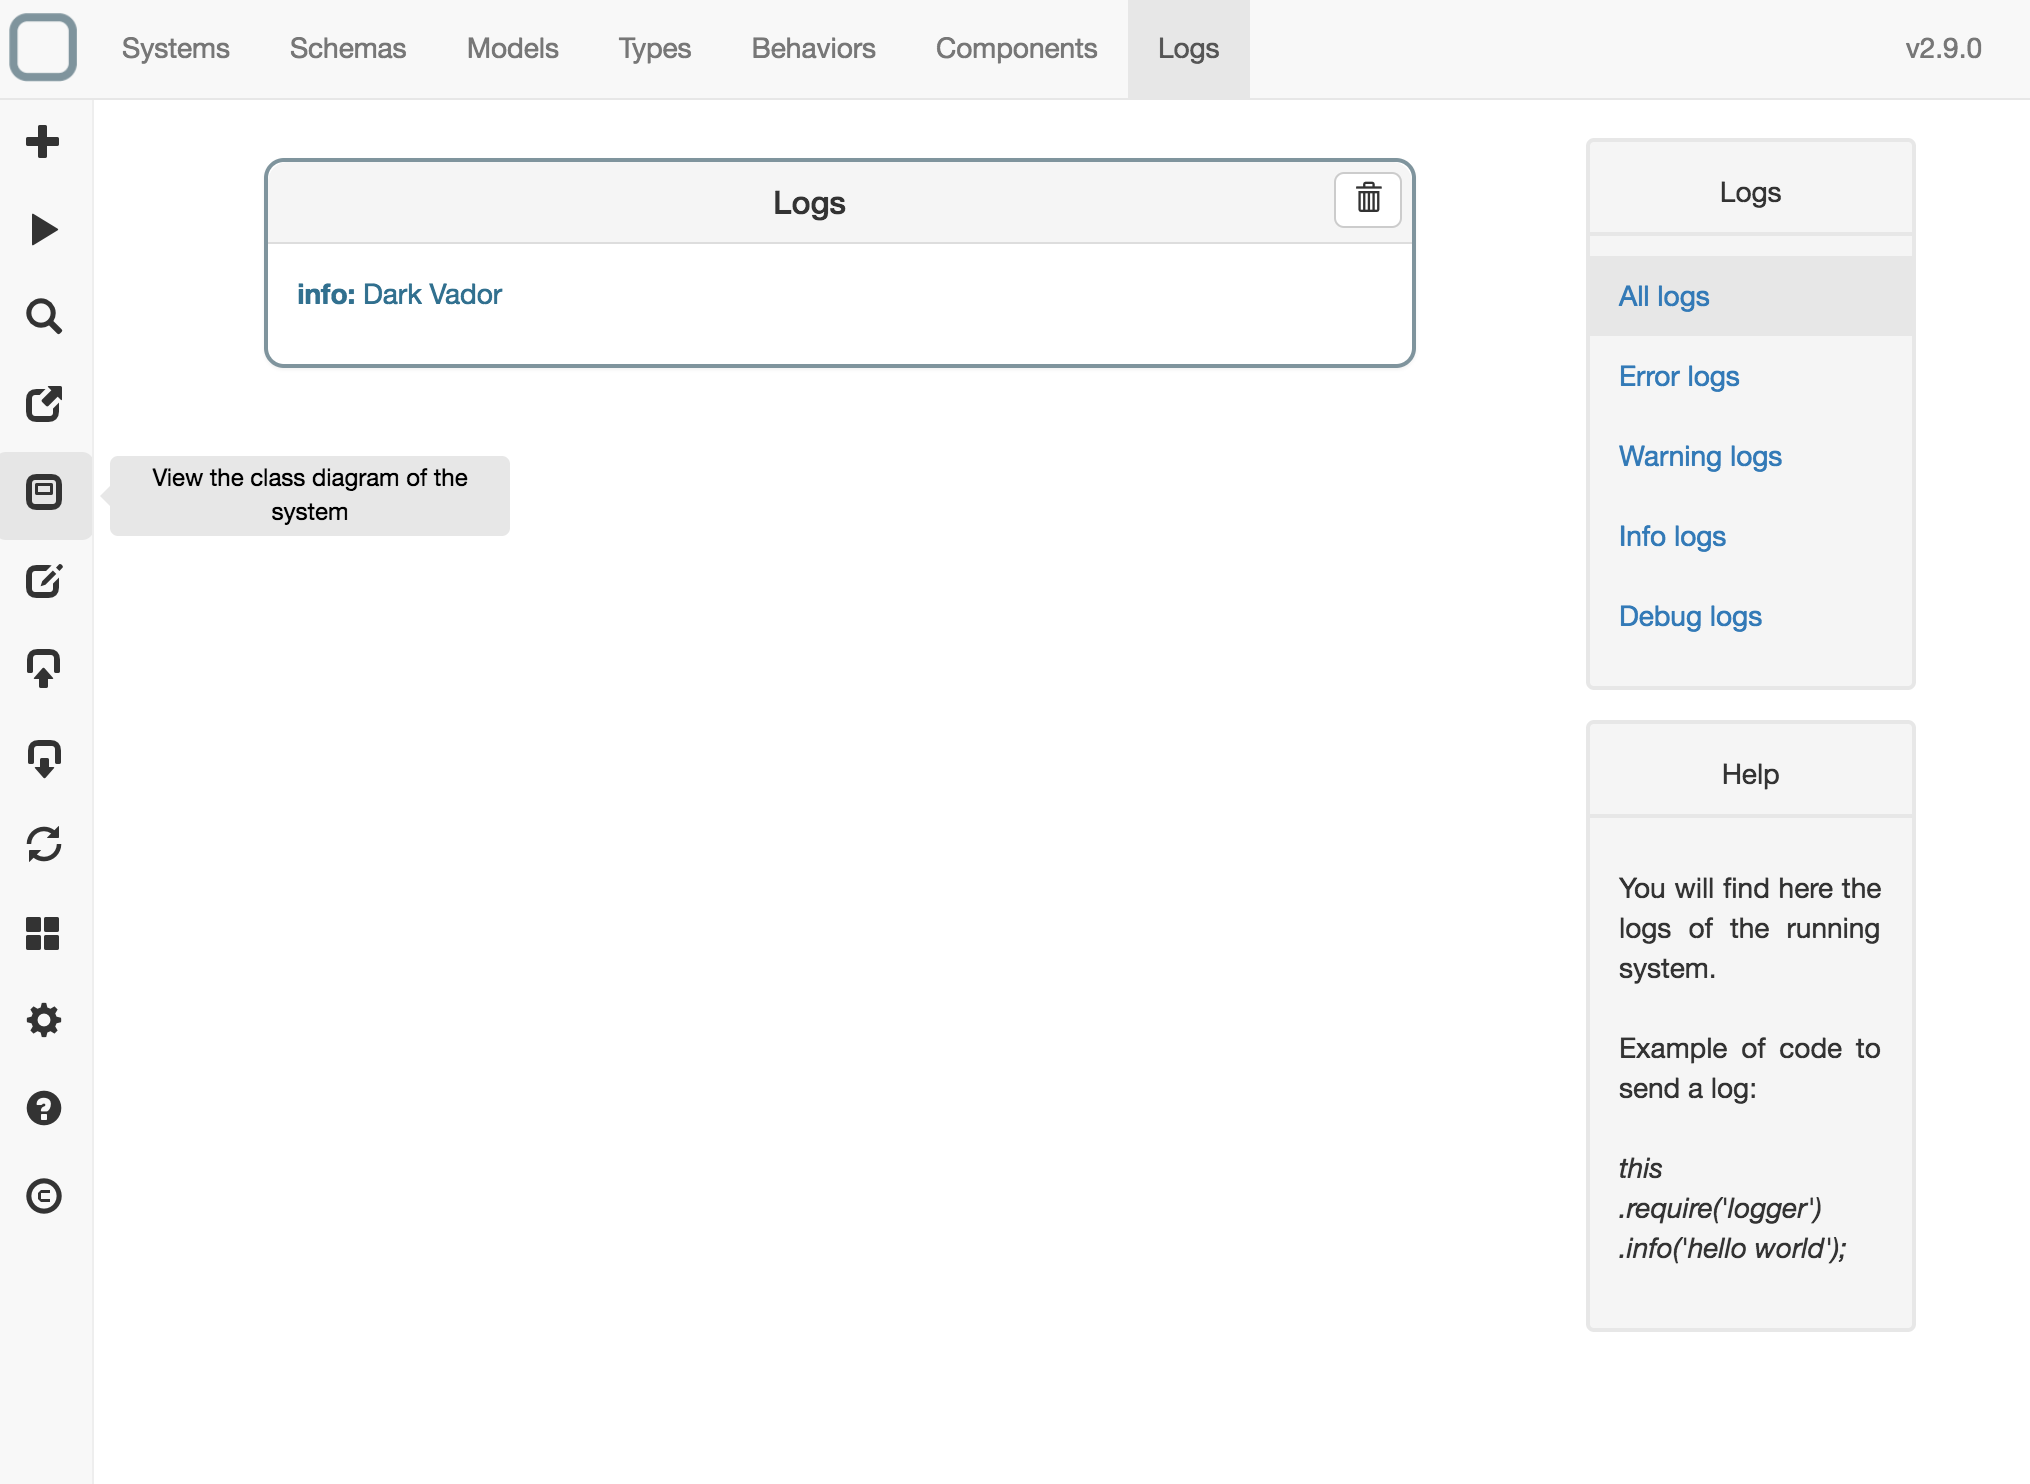 Systems Schemas Models Types Behaviors Components Logs v2.9.0
Logs
info: Dark Vador
View the class diagram of the
system
Logs
All logs
Error logs
Warning logs
Info logs
Debug logs
Help
You will find here the
logs of the running
system.
Example of code to
send a log:
this
.require('logger')
.info('hello world');